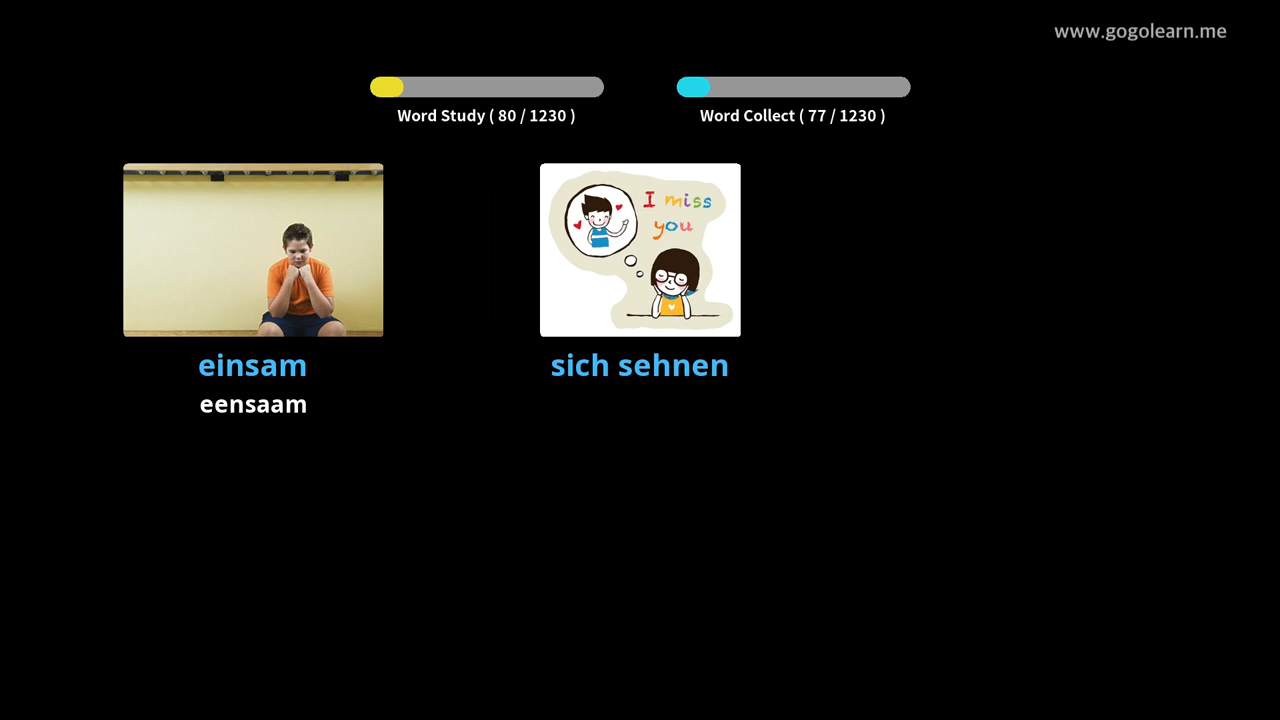 www.gogolearn.me
Word Study ( 80 / 1230 )
Word Collect ( 77 / 1230 )
I miss
you
einsam
sich sehnen
eensaam